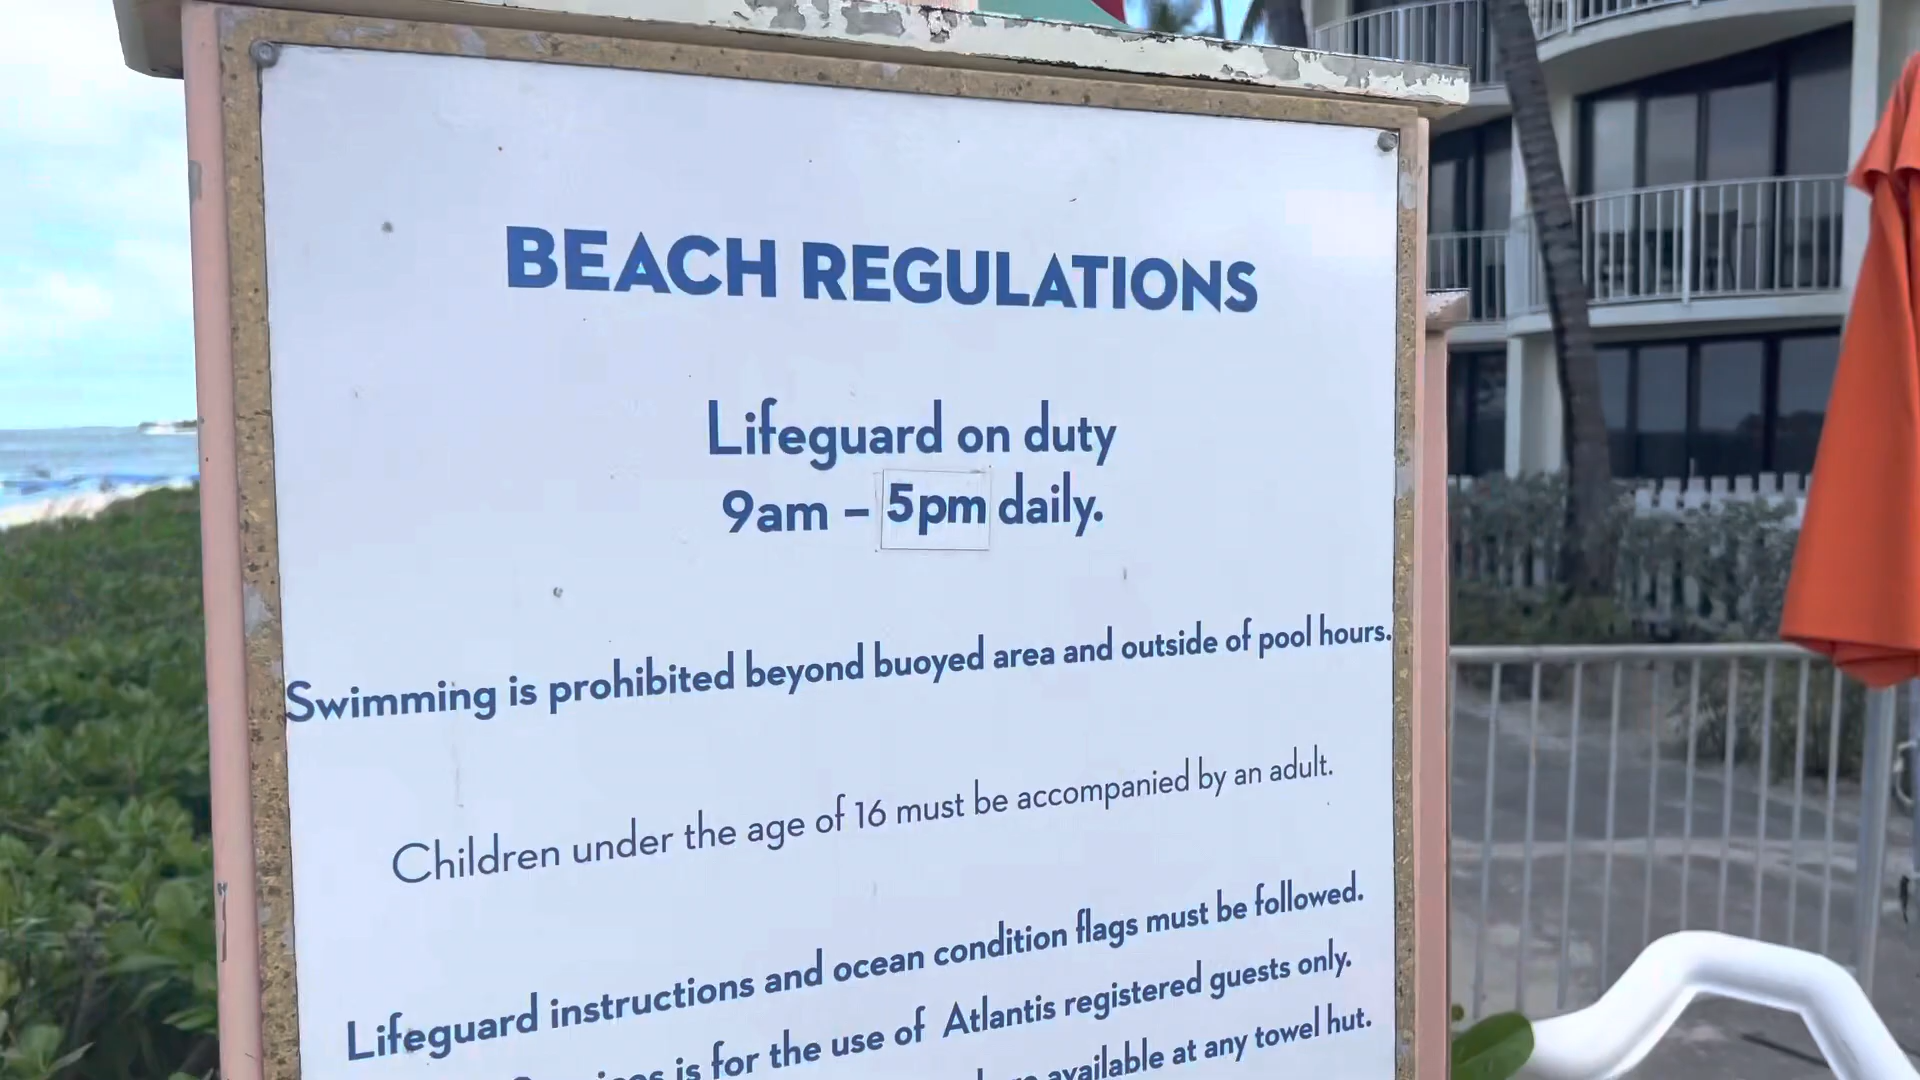 BEACH REGULATIONS
Lifeguard on duty
9am – 5pm daily.
Swimming is prohibited beyond buoyed area and outside of pool hours.
Children under the age of 16 must be accompanied by an adult.
Lifeguard instructions and ocean condition flags must be followed.
is for the use of Atlantis registered guests only.
available at any towel hut.